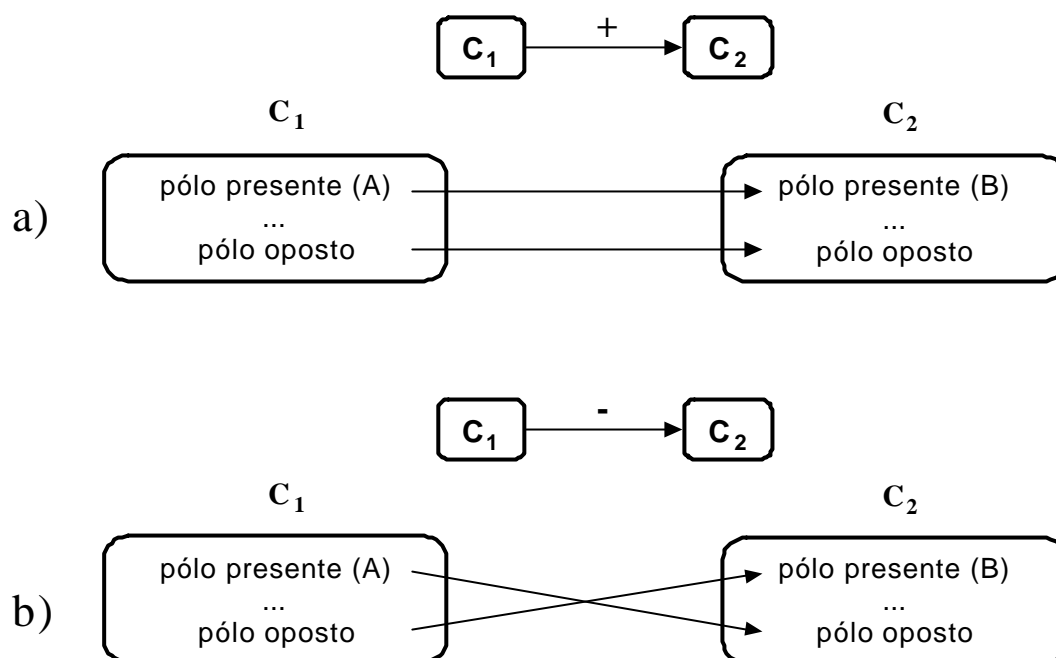 +
C1 C2
C1 C2
a)
pólo presente (A) pólo presente (B)
... ...
pólo oposto pólo oposto
-
C1 C2
C1 C2
b)
pólo presente (A) pólo presente (B)
... ...
pólo oposto pólo oposto